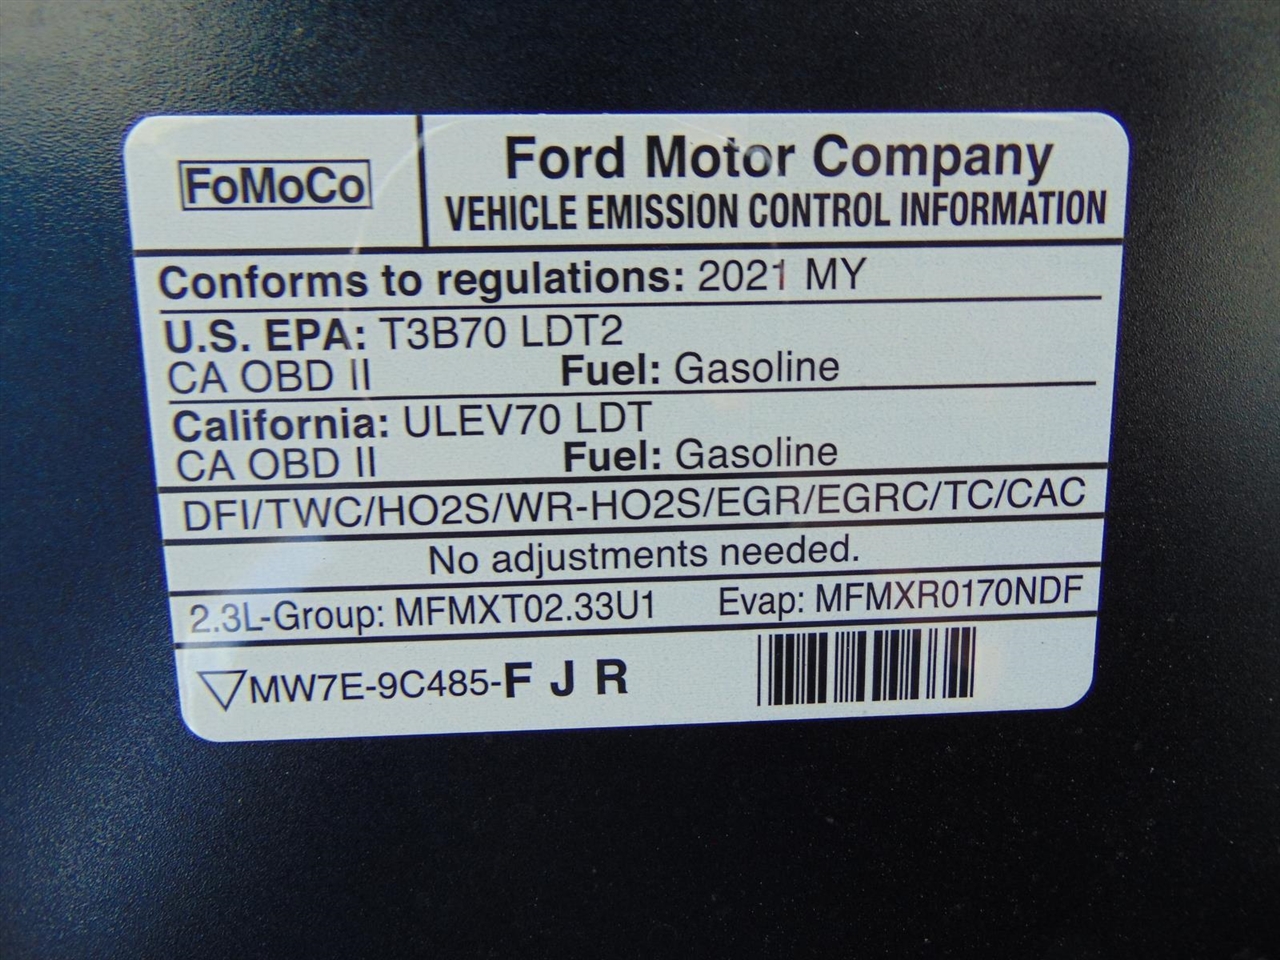 FoMoCo
Ford Motor Company
VEHICLE EMISSION CONTROL INFORMATION
Conforms to regulations: 2021 MY
U.S. EPA: T3B70 LDT2
CA OBD II Fuel: Gasoline
California: ULEV70 LDT
CA OBD II Fuel: Gasoline
DFI/TWC/HO2S/WR-HO2S/EGR/EGRC/TC/CAC
No adjustments needed.
2.3L-Group: MFMXT02.33U1 Evap: MFMXR0170NDF
MW7E-9C485-F J R